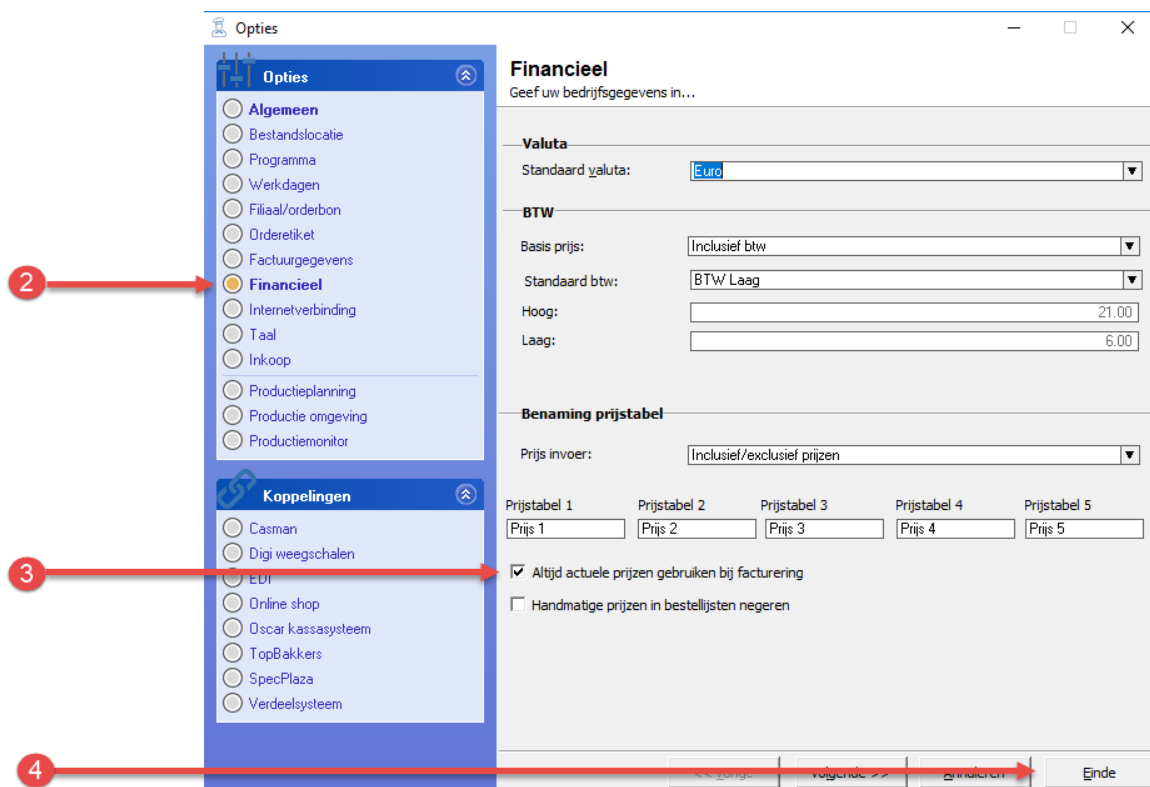 Opties
Opties
Algemeen
Bestandslocatie
Programma
Werkdagen
Filiaal/orderbon
Orderetiket
Factuurgegevens
2
Financieel
Internetverbinding
Taal
Inkoop
Productieplanning
Productie omgeving
Productiemonitor
Koppelingen
Casman
Digi weegschalen
3
EDI
Online shop
Oscar kassasysteem
TopBakkers
SpecPlaza
Verdeelsysteem
Financieel
Geef uw bedrijfsgegevens in...
Valuta
Standaard valuta: Euro
BTW
Basis prijs: Inclusief btw
Standaard btw: BTW Laag
Hoog: 21.00
Laag: 6.00
Benaming prijstabel
Prijs invoer: Inclusief/exclusief prijzen
Prijstabel 1 Prijstabel 2 Prijstabel 3 Prijstabel 4 Prijstabel 5
Prijs 1 Prijs 2 Prijs 3 Prijs 4 Prijs 5
Altijd actuele prijzen gebruiken bij facturering
Handmatige prijzen in bestellijsten negeren
4
<< Vorige Volgende >> Annuleren Einde